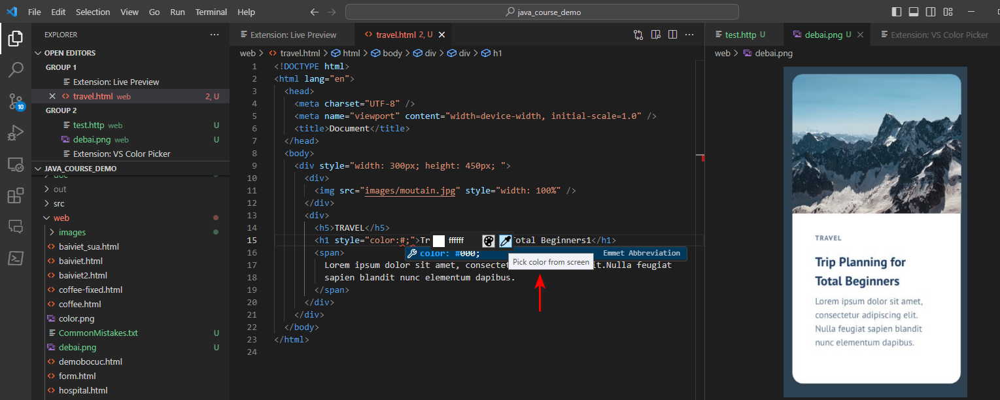 File Edit Selection View Go Run Terminal Help
java_course_demo
EXPLORER
OPEN EDITORS
GROUP 1
Extension: Live Preview
travel.html web 2, U
GROUP 2
test.http web U
debai.png web U
Extension: VS Color Picker
JAVA_COURSE_DEMO
doc
out
src
web
images
baiviet_sua.html
baiviet.html
baiviet2.html
coffee-fixed.html
coffee.html
color.png
CommonMistakes.txt U
debai.png U
demobocuc.html
form.html
hospital.html
10
Extension: Live Preview
travel.html 2, U
web > travel.html > html > body > div > div > h1
1 <!DOCTYPE html>
2 <html lang="en">
3 <head>
4 <meta charset="UTF-8" />
5 <meta name="viewport" content="width=device-width, initial-scale=1.0" />
6 <title>Document</title>
7 </head>
8 <body>
9 <div style="width: 300px; height: 450px; ">
10 <div>
11 <img src="images/moutain.jpg" style="width: 100%" />
12 </div>
13 <div>
14 <h5>TRAVEL</h5>
15 <h1 style="color:#;">Tr ffffff Total Beginners1</h1>
color: #000; Emmet Abbreviation
16 <span>
Pick color from screen
17 Lorem ipsum dolor sit amet, consectet it.Nulla feugiat
18 sapien blandit nunc elementum dapibus.
19 </span>
20 </div>
21 </div>
22 </body>
23 </html>
24
test.http U
debai.png U
Extension: VS Color Picker
web > debai.png
TRAVEL
Trip Planning for
Total Beginners
Lorem ipsum dolor sit amet,
consectetur adipiscing elit.
Nulla feugiat sapien blandit
nunc elementum dapibus.